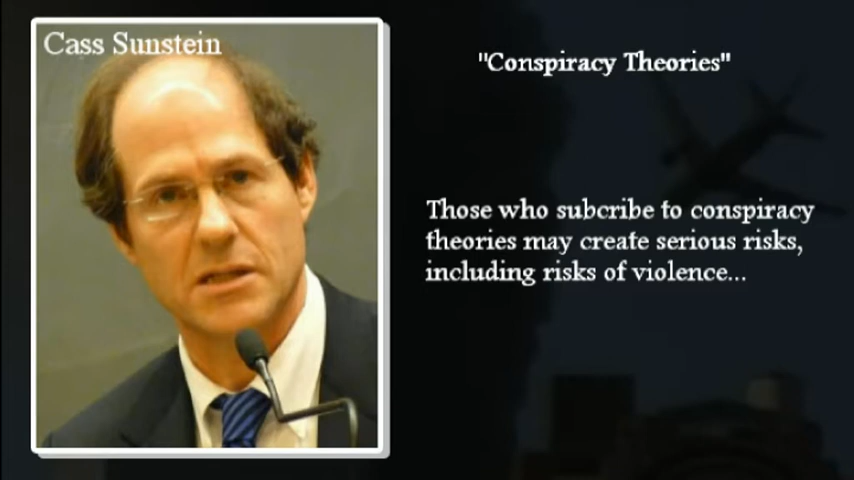 Cass Sunstein
"Conspiracy Theories"
Those who subcribe to conspiracy
theories may create serious risks,
including risks of violence...